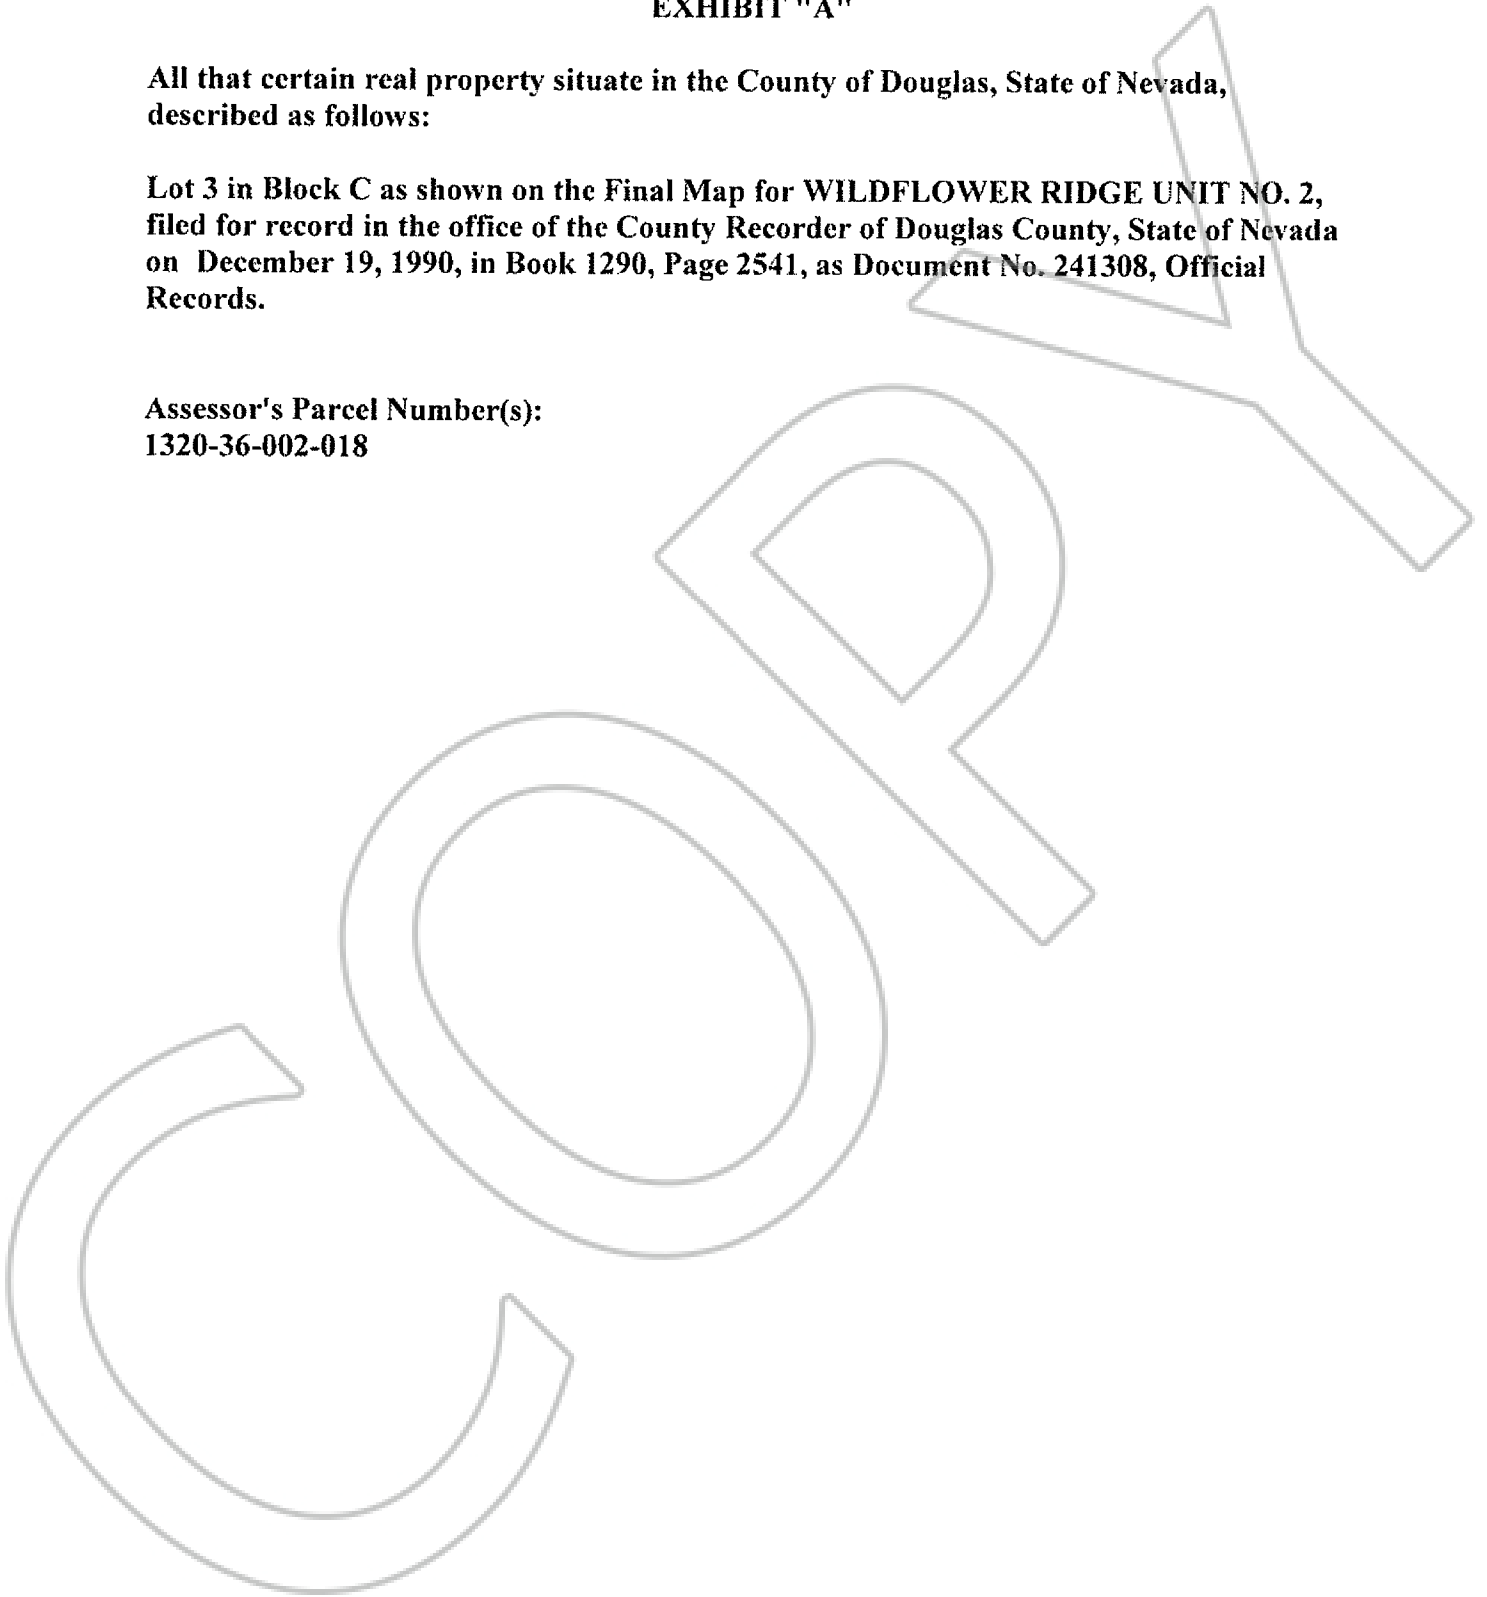 EXHIBIT "A"
All that certain real property situate in the County of Douglas, State of Nevada,
described as follows:
Lot 3 in Block C as shown on the Final Map for WILDFLOWER RIDGE UNIT NO. 2,
filed for record in the office of the County Recorder of Douglas County, State of Nevada
on  December 19, 1990, in Book 1290, Page 2541, as Document No. 241308, Official
Records.
Assessor's Parcel Number(s):
1320-36-002-018
COPY